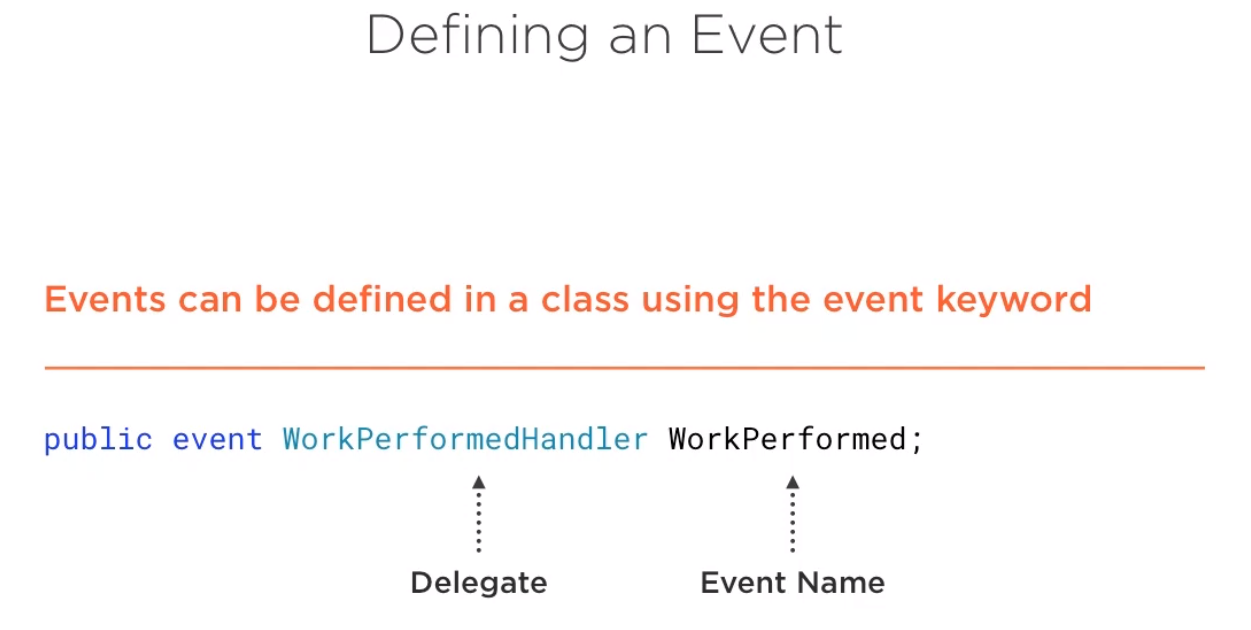 Defining an Event
Events can be defined in a class using the event keyword
public event WorkPerformedHandler WorkPerformed;
Delegate Event Name